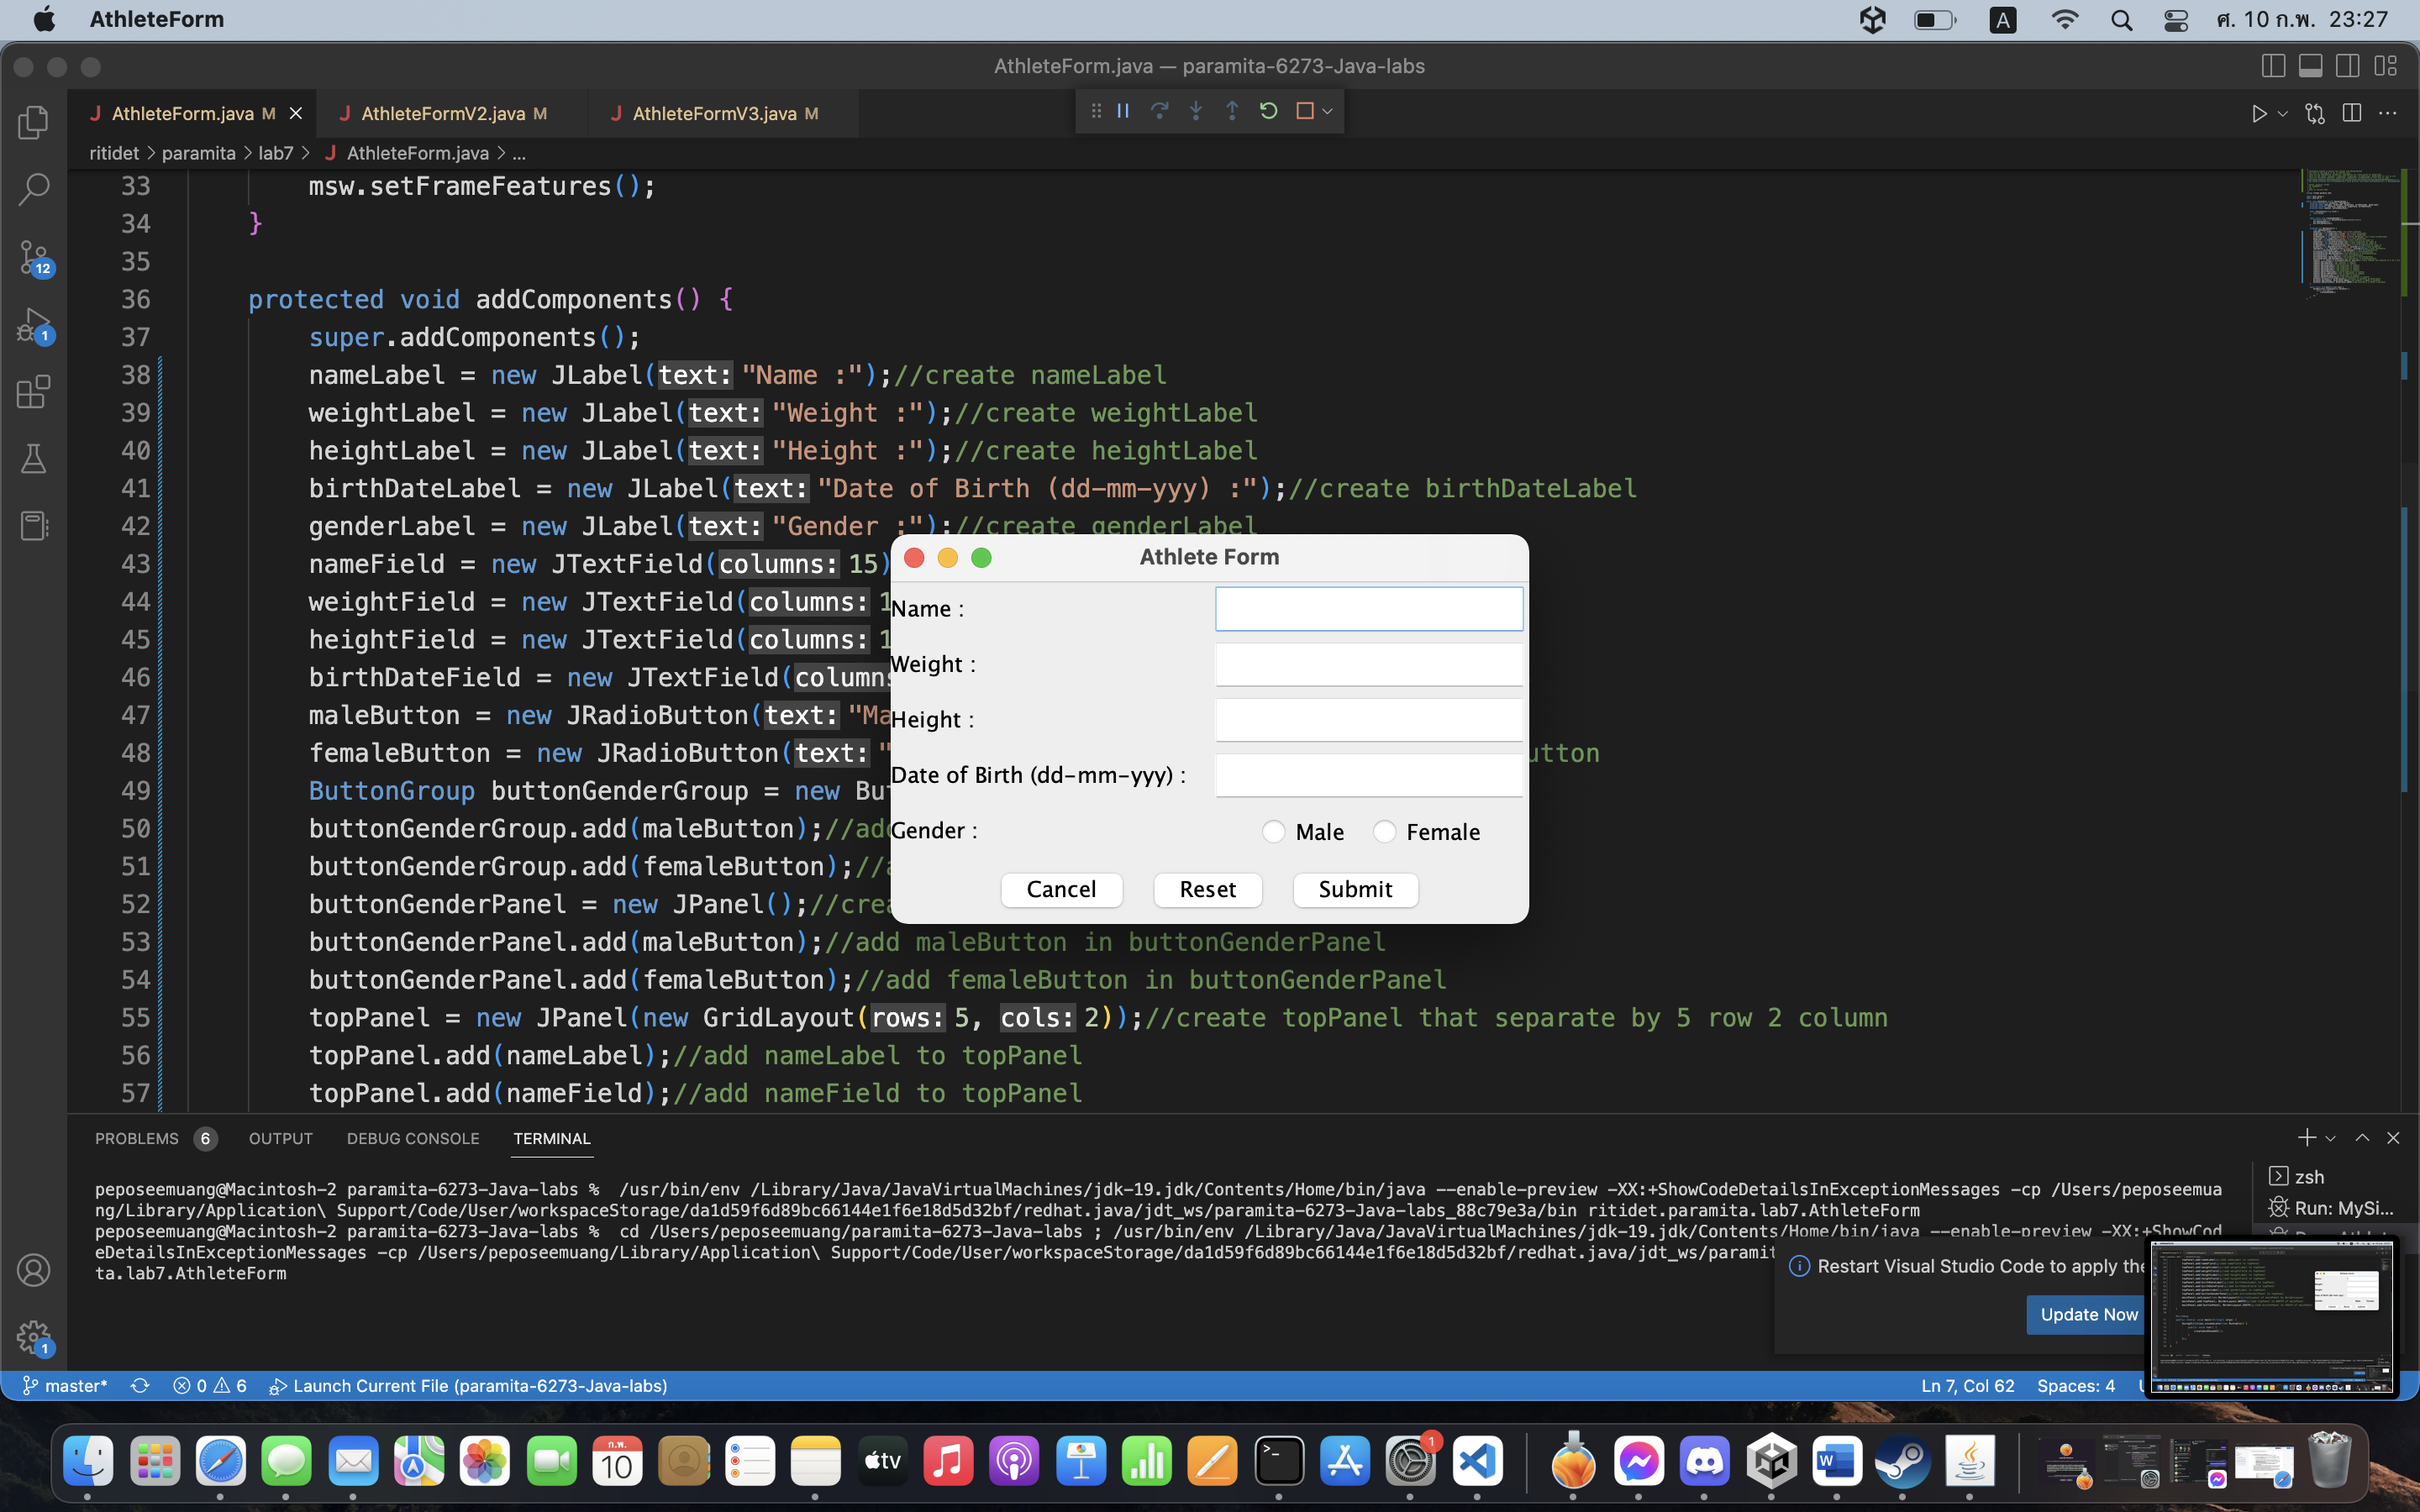 AthleteForm
A
ศ. 10 ก.พ. 23:27
AthleteForm.java — paramita-6273-Java-labs
J AthleteForm.java M
J AthleteFormV2.java M
J AthleteFormV3.java M
ritidet > paramita > lab7 > J AthleteForm.java > ...
33 msw.setFrameFeatures();
34 }
35
36 protected void addComponents() {
37 super.addComponents();
38 nameLabel = new JLabel(text: "Name :");//create nameLabel
39 weightLabel = new JLabel(text: "Weight :");//create weightLabel
40 heightLabel = new JLabel(text: "Height :");//create heightLabel
41 birthDateLabel = new JLabel(text: "Date of Birth (dd-mm-yyy) :");//create birthDateLabel
42 genderLabel = new JLabel(text: "Gender :");//create genderLabel
43 nameField = new JTextField(columns: 15)
44 weightField = new JTextField(columns: 1
45 heightField = new JTextField(columns: 1
46 birthDateField = new JTextField(columns
47 maleButton = new JRadioButton(text: "Ma
48 femaleButton = new JRadioButton(text: " utton
49 ButtonGroup buttonGenderGroup = new But
50 buttonGenderGroup.add(maleButton);//add
51 buttonGenderGroup.add(femaleButton);//a
52 buttonGenderPanel = new JPanel();//crea
53 buttonGenderPanel.add(maleButton);//add maleButton in buttonGenderPanel
54 buttonGenderPanel.add(femaleButton);//add femaleButton in buttonGenderPanel
55 topPanel = new JPanel(new GridLayout(rows: 5, cols: 2));//create topPanel that separate by 5 row 2 column
56 topPanel.add(nameLabel);//add nameLabel to topPanel
57 topPanel.add(nameField);//add nameField to topPanel
12
1
1
Athlete Form
Name :
Weight :
Height :
Date of Birth (dd-mm-yyy) :
Gender : Male Female
Cancel Reset Submit
PROBLEMS 6 OUTPUT DEBUG CONSOLE TERMINAL
peposeemuang@Macintosh-2 paramita-6273-Java-labs % /usr/bin/env /Library/Java/JavaVirtualMachines/jdk-19.jdk/Contents/Home/bin/java --enable-preview -XX:+ShowCodeDetailsInExceptionMessages -cp /Users/peposeemua
ng/Library/Application\ Support/Code/User/workspaceStorage/da1d59f6d89bc66144e1f6e18d5d32bf/redhat.java/jdt_ws/paramita-6273-Java-labs_88c79e3a/bin ritidet.paramita.lab7.AthleteForm
peposeemuang@Macintosh-2 paramita-6273-Java-labs % cd /Users/peposeemuang/paramita-6273-Java-labs ; /usr/bin/env /Library/Java/JavaVirtualMachines/jdk-19.jdk/Contents/Home/bin/java --enable-preview -XX:+ShowCod
eDetailsInExceptionMessages -cp /Users/peposeemuang/Library/Application\ Support/Code/User/workspaceStorage/da1d59f6d89bc66144e1f6e18d5d32bf/redhat.java/jdt_ws/paramit
ta.lab7.AthleteForm
zsh
Run: MySi...
Restart Visual Studio Code to apply the
Update Now
master* 0 6 Launch Current File (paramita-6273-Java-labs)
Ln 7, Col 62 Spaces: 4
ก.พ.
10
tv
1
W